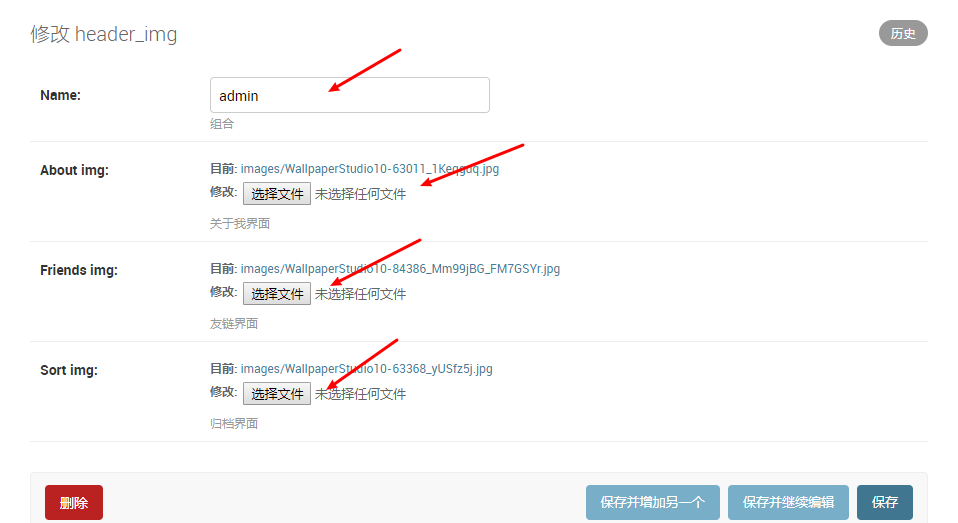 修改 header_img
历史
Name:
admin
组合
About img:
目前: images/WallpaperStudio10-63011_1Keqgdq.jpg
修改: 选择文件 未选择任何文件
关于我界面
Friends img:
目前: images/WallpaperStudio10-84386_Mm99jBG_FM7GSYr.jpg
修改: 选择文件 未选择任何文件
友链界面
Sort img:
目前: images/WallpaperStudio10-63368_yUSfz5j.jpg
修改: 选择文件 未选择任何文件
归档界面
删除
保存并增加另一个
保存并继续编辑
保存